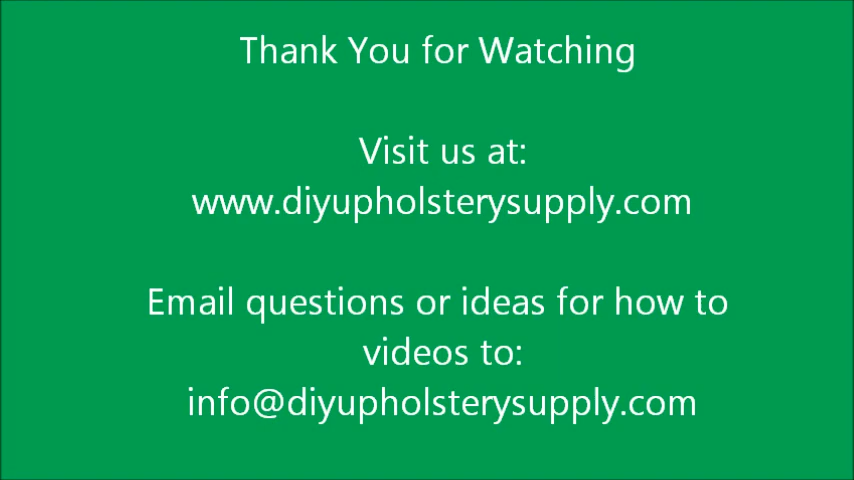 Thank You for Watching
Visit us at:
www.diyupholsterysupply.com
Email questions or ideas for how to
videos to:
info@diyupholsterysupply.com